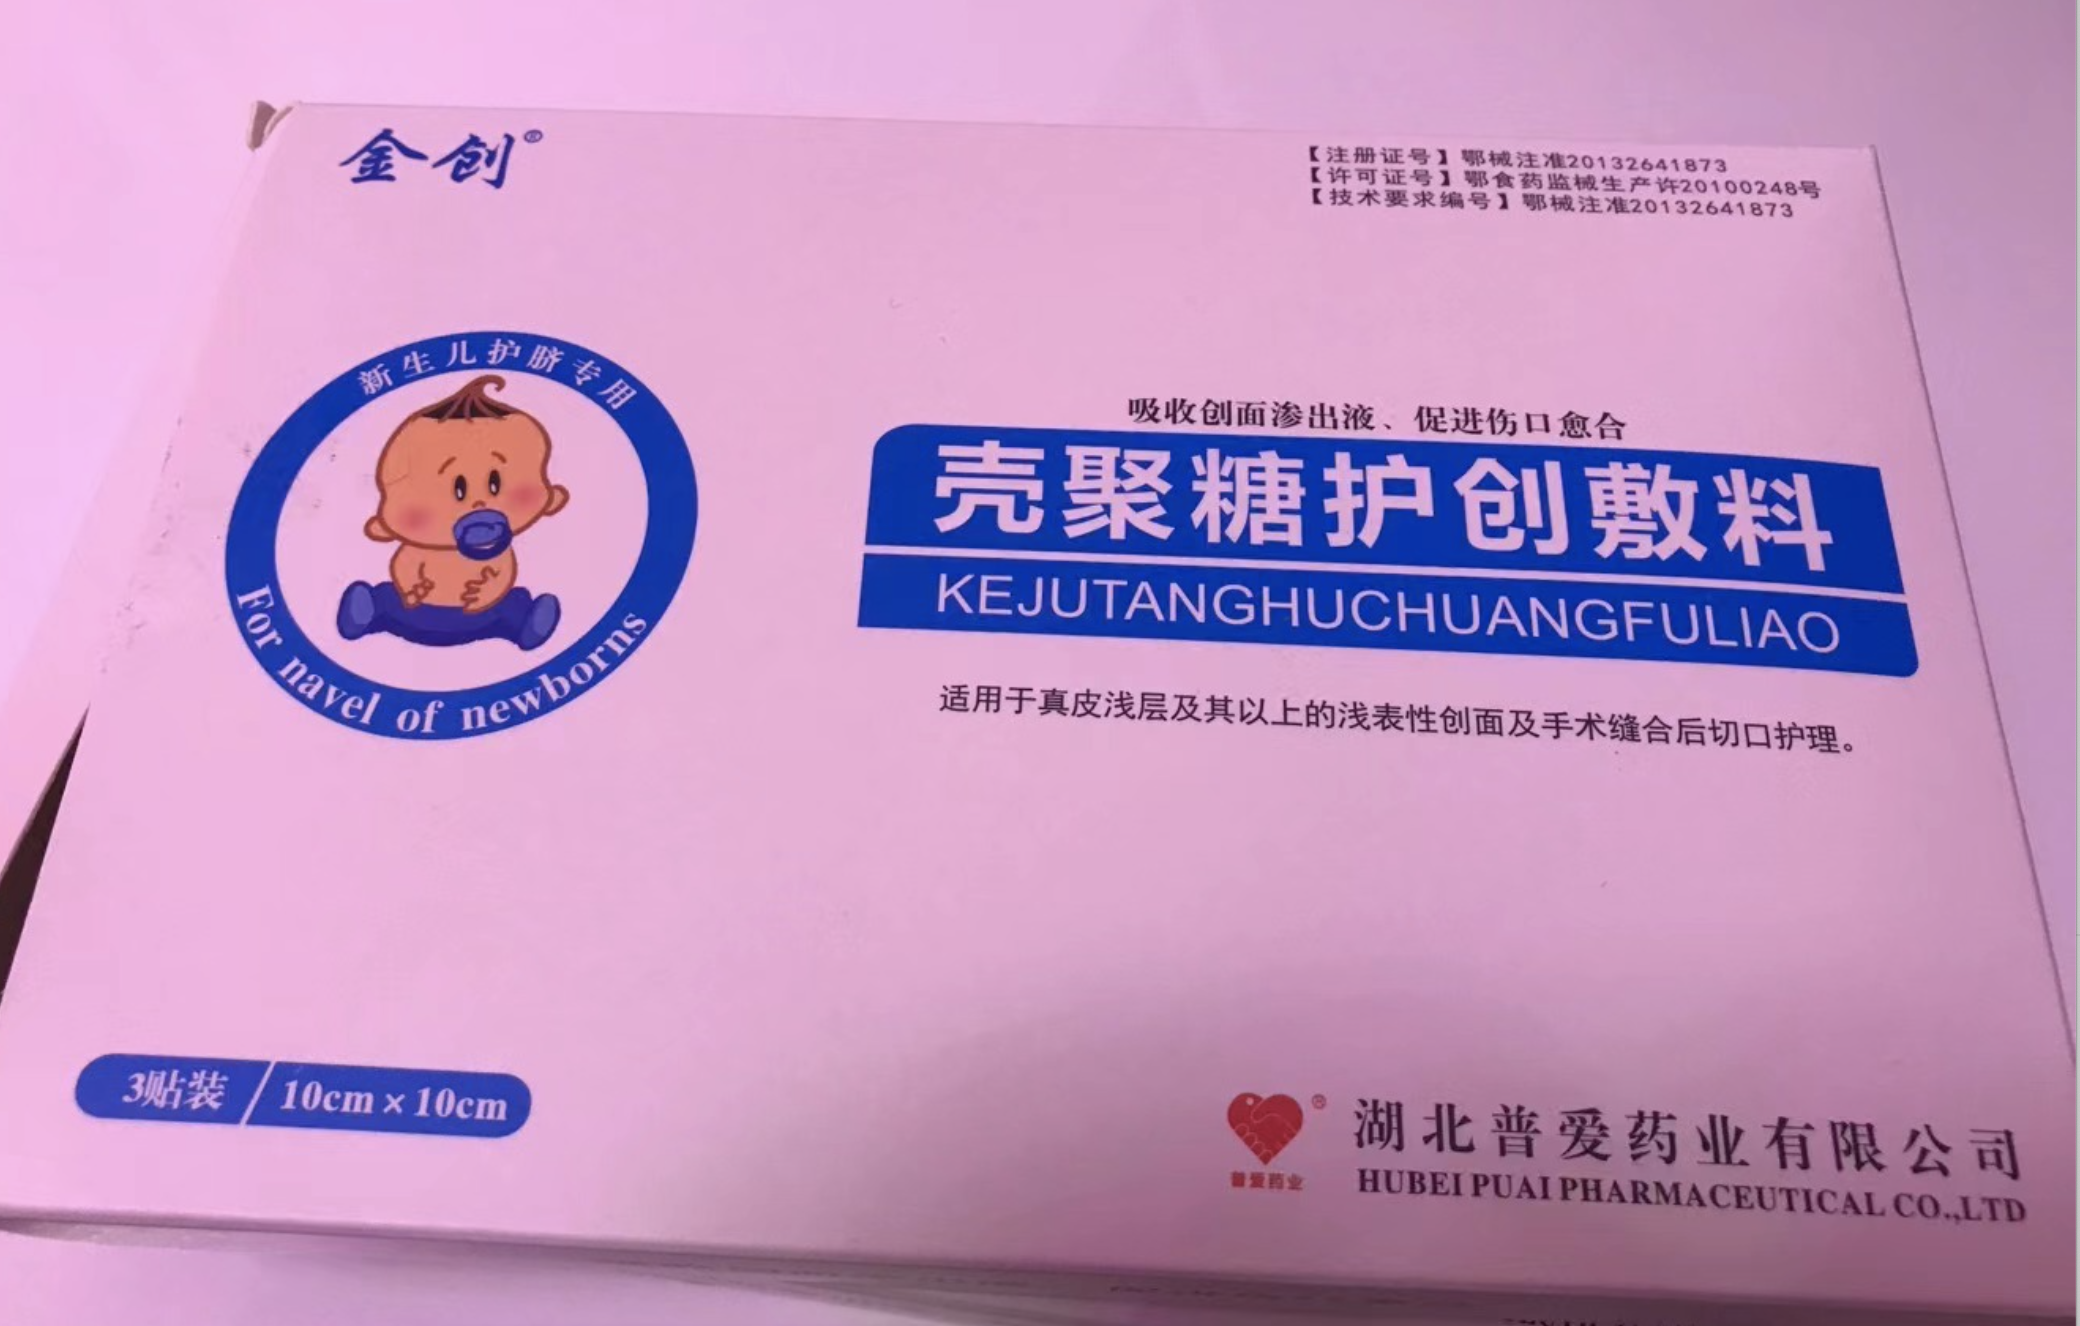 金创®
【注册证号】鄂械注准20132641873
【许可证号】鄂食药监械生产许20100248号
【技术要求编号】鄂械注准20132641873
新生儿护脐专用
For navel of newborns
吸收创面渗出液、促进伤口愈合
壳聚糖护创敷料
KEJUTANGHUCHUANGFULIAO
适用于真皮浅层及其以上的浅表性创面及手术缝合后切口护理。
3贴装/10cm×10cm
®
普爱药业
湖北普爱药业有限公司
HUBEI PUAI PHARMACEUTICAL CO.,LTD